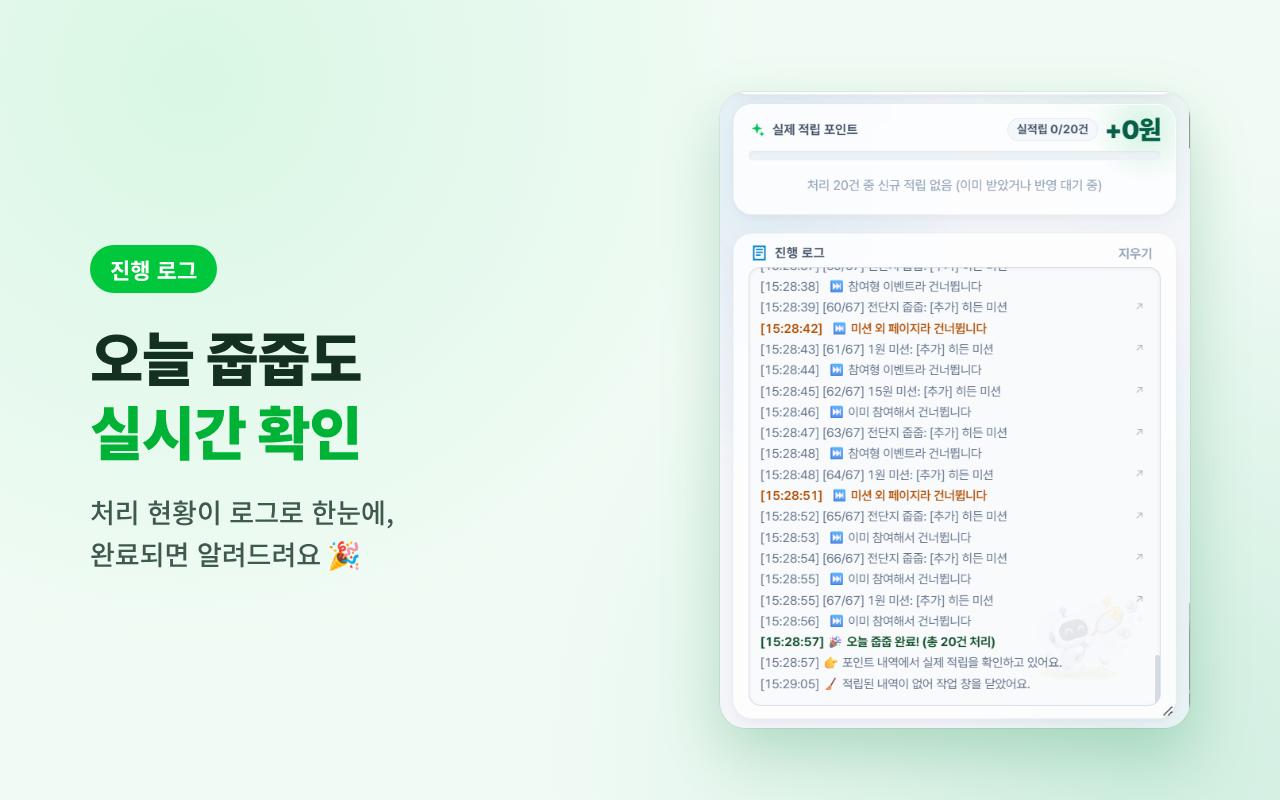 진행 로그
오늘 줍줍도
실시간 확인
처리 현황이 로그로 한눈에,
완료되면 알려드려요 🎉
실제 적립 포인트
실적립 0/20건
+0원
처리 20건 중 신규 적립 없음 (이미 받았거나 반영 대기 중)
진행 로그
지우기
[15:28:38] ⏭️ 참여형 이벤트라 건너뜁니다
[15:28:39] [60/67] 전단지 줍줍: [추가] 히든 미션 ↗
[15:28:42] ⏭️ 미션 외 페이지라 건너뜁니다
[15:28:43] [61/67] 1원 미션: [추가] 히든 미션 ↗
[15:28:44] ⏭️ 참여형 이벤트라 건너뜁니다
[15:28:45] [62/67] 15원 미션: [추가] 히든 미션 ↗
[15:28:46] ⏭️ 이미 참여해서 건너뜁니다
[15:28:47] [63/67] 전단지 줍줍: [추가] 히든 미션 ↗
[15:28:48] ⏭️ 참여형 이벤트라 건너뜁니다
[15:28:48] [64/67] 1원 미션: [추가] 히든 미션 ↗
[15:28:51] ⏭️ 미션 외 페이지라 건너뜁니다
[15:28:52] [65/67] 전단지 줍줍: [추가] 히든 미션 ↗
[15:28:53] ⏭️ 이미 참여해서 건너뜁니다
[15:28:54] [66/67] 전단지 줍줍: [추가] 히든 미션 ↗
[15:28:55] ⏭️ 이미 참여해서 건너뜁니다
[15:28:55] [67/67] 1원 미션: [추가] 히든 미션 ↗
[15:28:56] ⏭️ 이미 참여해서 건너뜁니다
[15:28:57] 🎉 오늘 줍줍 완료! (총 20건 처리)
[15:28:57] 👉 포인트 내역에서 실제 적립을 확인하고 있어요.
[15:29:05] 🧹 적립된 내역이 없어 작업 창을 닫았어요.